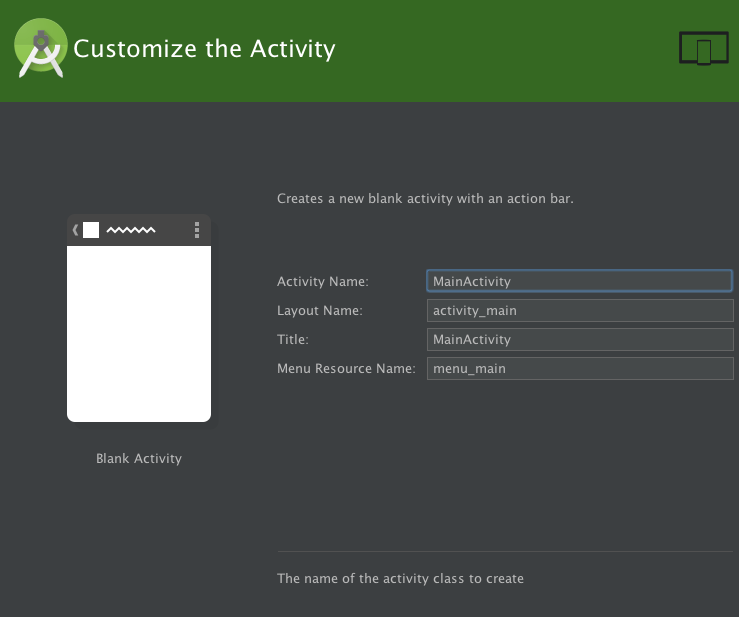 Customize the Activity
Creates a new blank activity with an action bar.
Activity Name: MainActivity
Layout Name: activity_main
Title: MainActivity
Menu Resource Name: menu_main
Blank Activity
The name of the activity class to create